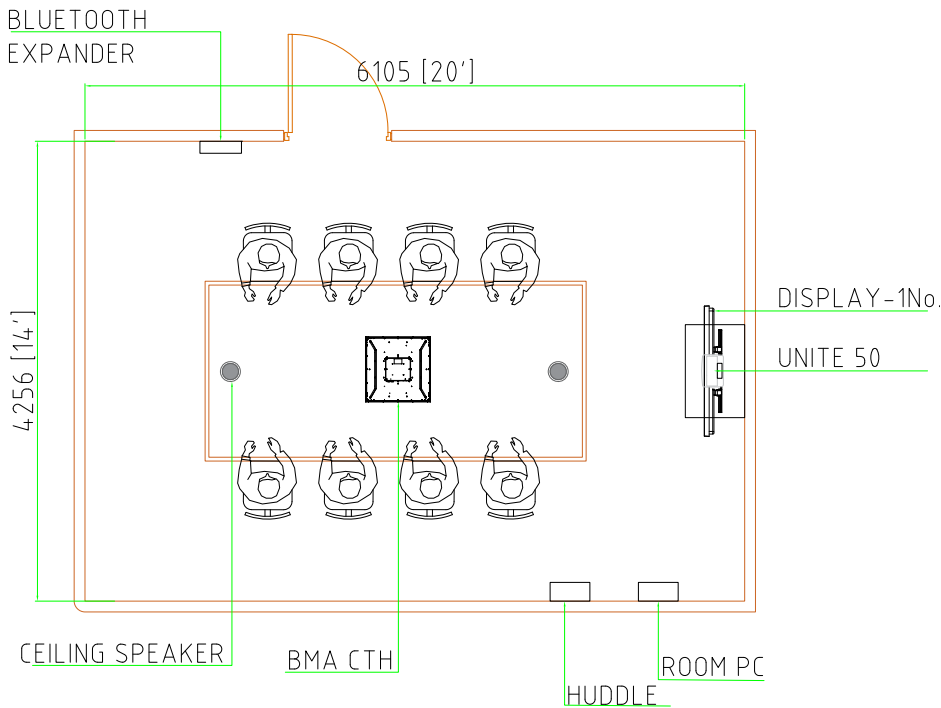 BLUETOOTH
EXPANDER
6105 [20']
4256 [14']
DISPLAY-1No.
UNITE 50
CEILING SPEAKER
BMA CTH
ROOM PC
HUDDLE